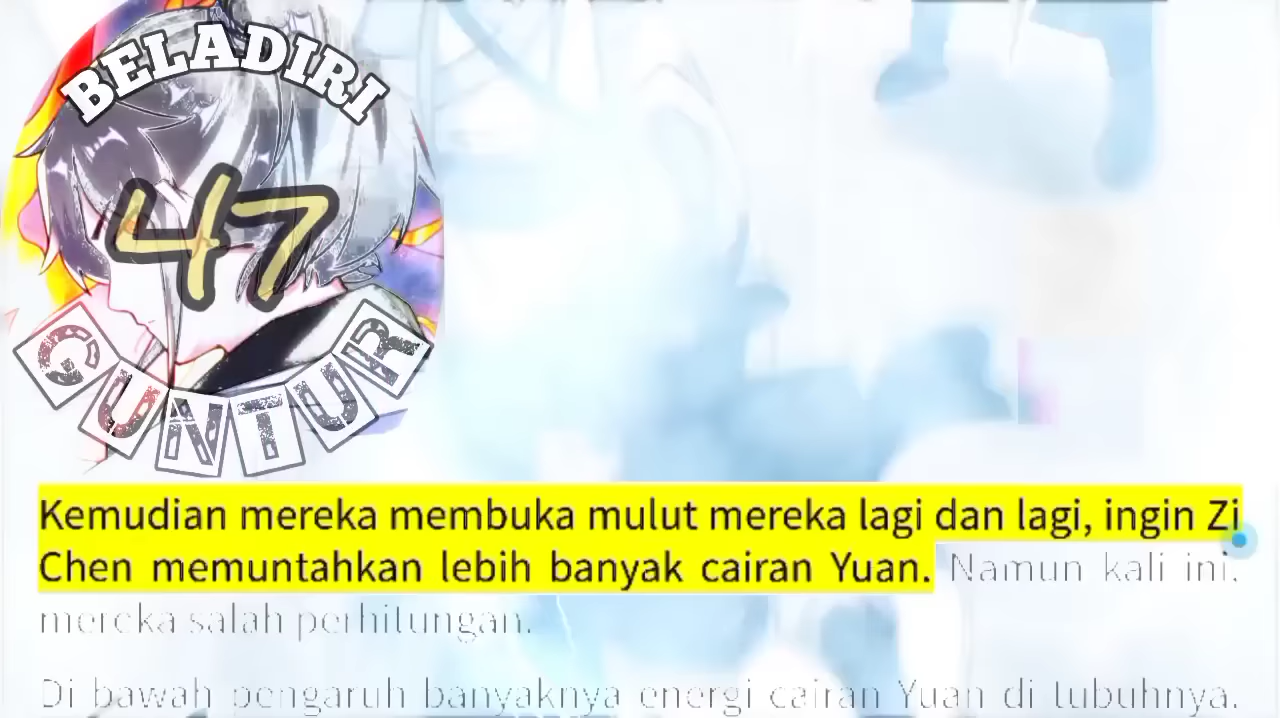 BELADIRI
47
GUNTUR
Kemudian mereka membuka mulut mereka lagi dan lagi, ingin Zi
Chen memuntahkan lebih banyak cairan Yuan. Namun kali ini,
mereka salah perhitungan.
Di bawah pengaruh banyaknya energi cairan Yuan di tubuhnya,